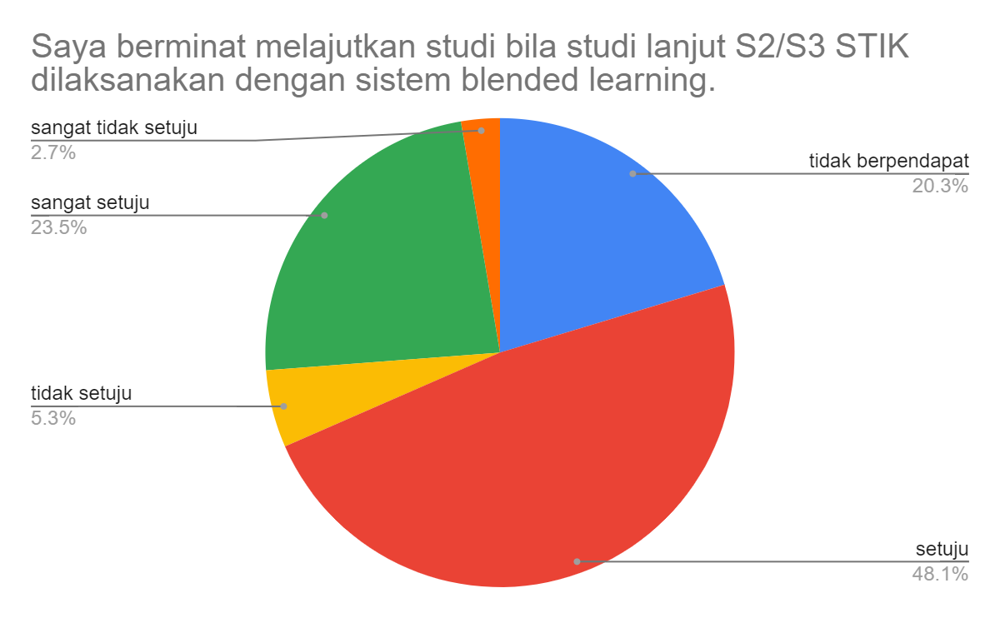 Saya berminat melajutkan studi bila studi lanjut S2/S3 STIK
dilaksanakan dengan sistem blended learning.
sangat tidak setuju
2.7%
tidak berpendapat
20.3%
sangat setuju
23.5%
tidak setuju
5.3%
setuju
48.1%